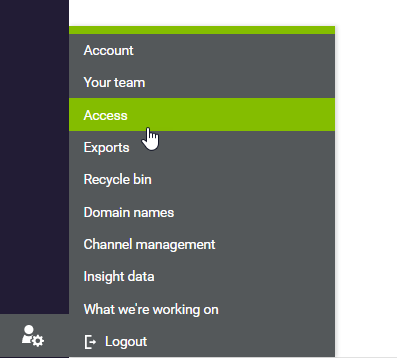 Account
Your team
Access
Exports
Recycle bin
Domain names
Channel management
Insight data
What we're working on
Logout